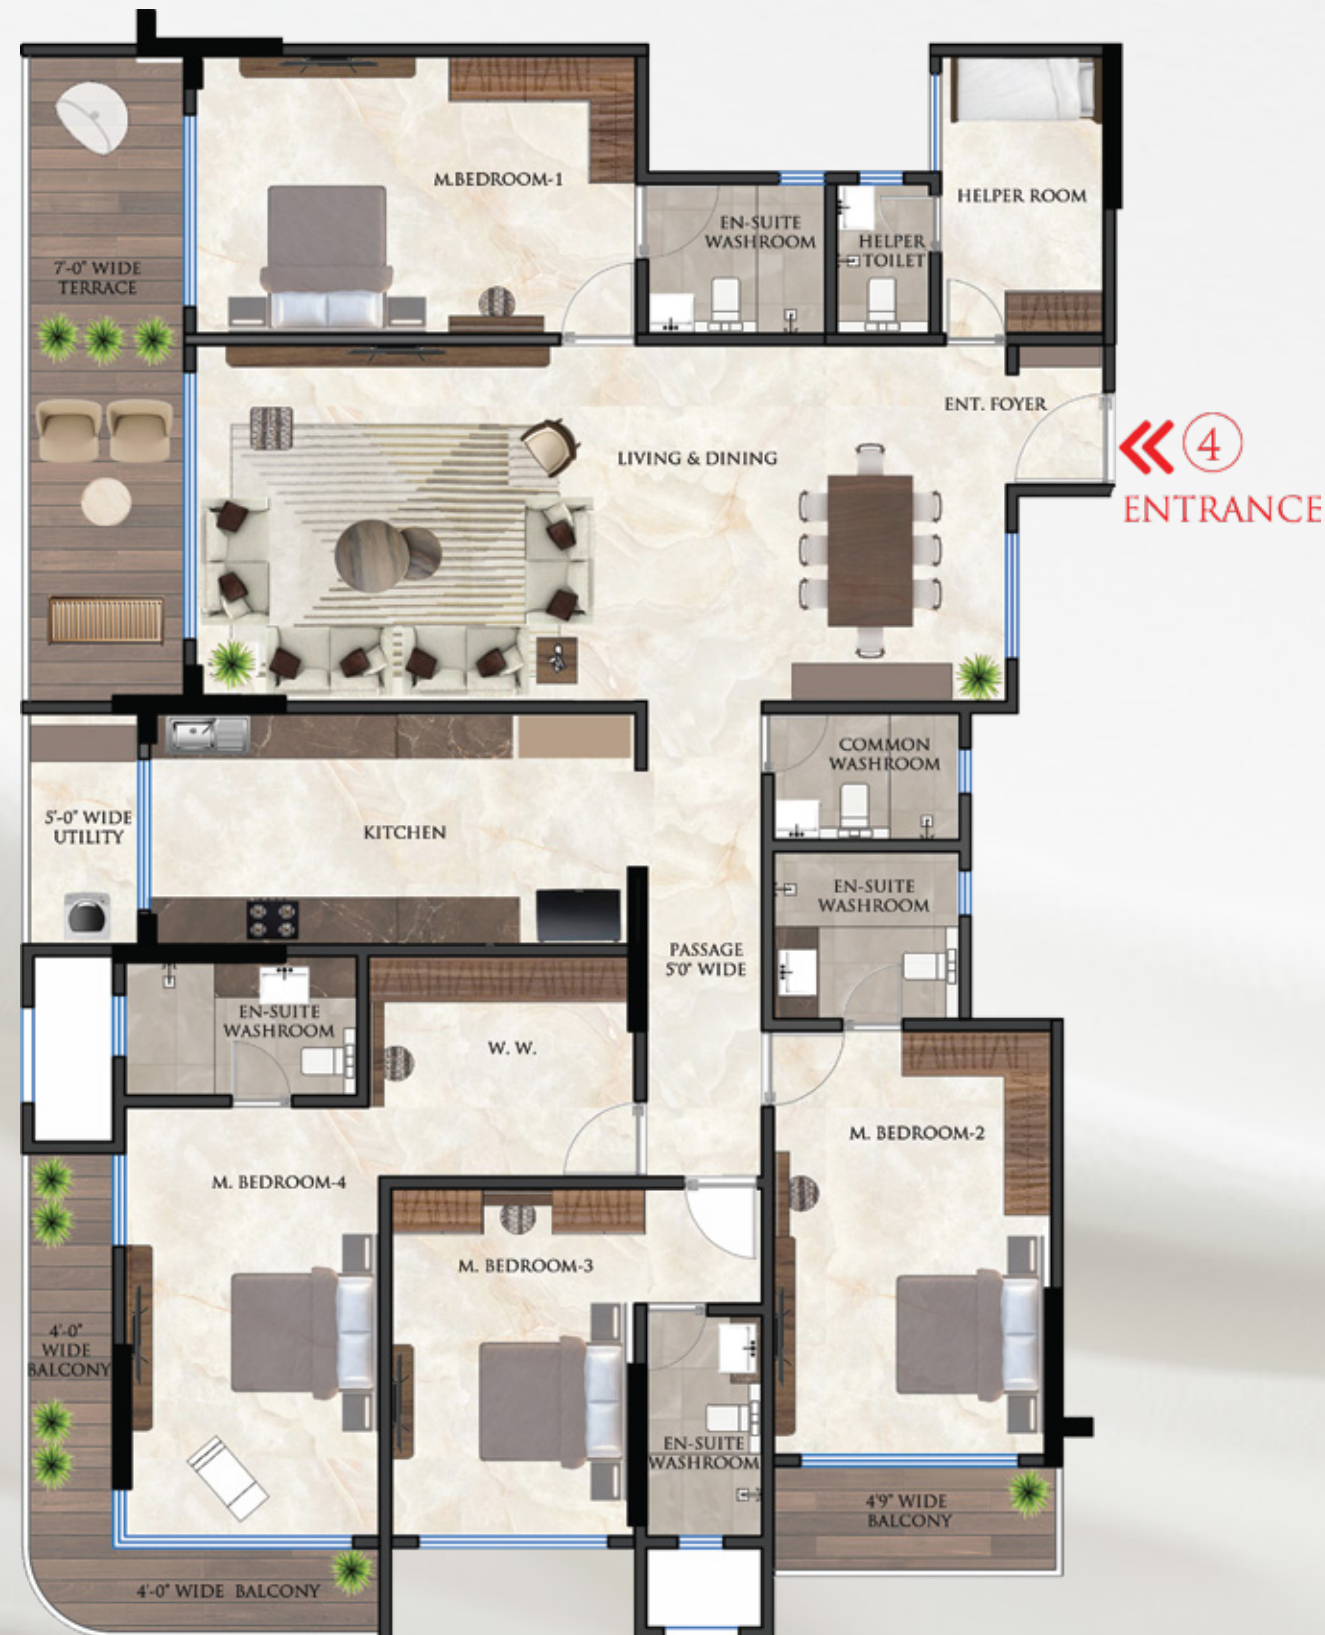 M.BEDROOM-1
HELPER ROOM
EN-SUITE
WASHROOM
HELPER
TOILET
7'-0" WIDE
TERRACE
ENT. FOYER
4
ENTRANCE
LIVING & DINING
COMMON
WASHROOM
5'-0" WIDE
UTILITY
KITCHEN
EN-SUITE
WASHROOM
PASSAGE
5'0" WIDE
EN-SUITE
WASHROOM
W. W.
M. BEDROOM-2
M. BEDROOM-4
M. BEDROOM-3
4'-0"
WIDE
BALCONY
EN-SUITE
WASHROOM
4'9" WIDE
BALCONY
4'-0" WIDE BALCONY